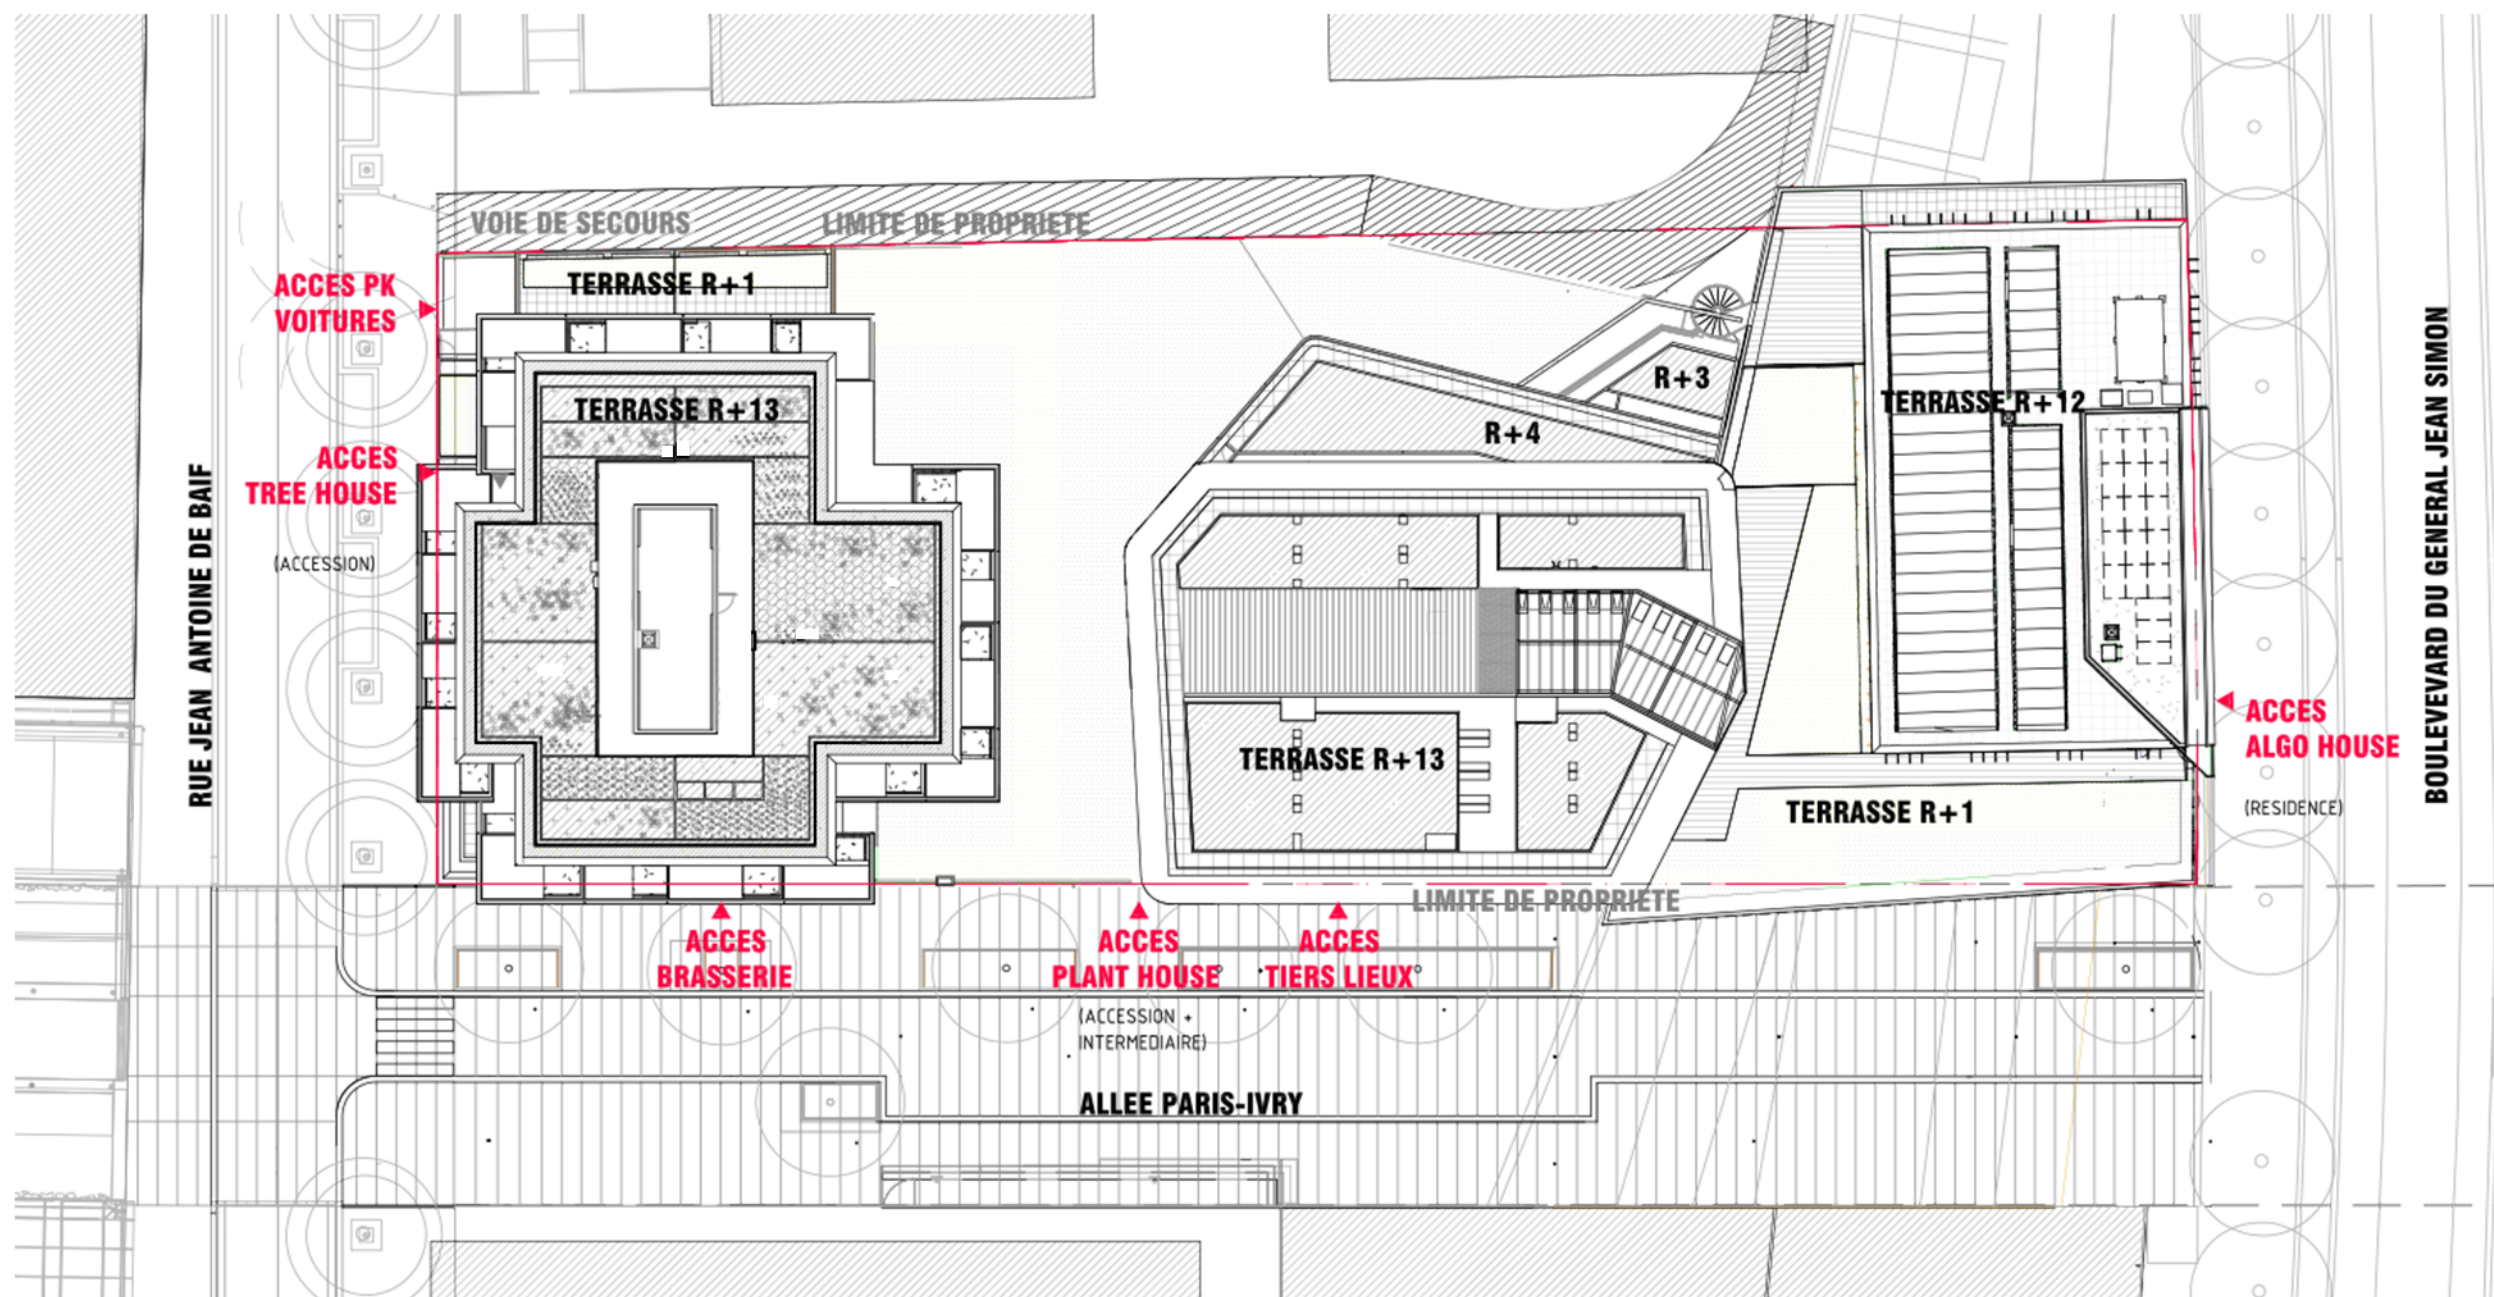 VOIE DE SECOURS
LIMITE DE PROPRIETE
TERRASSE R+1
ACCES PK
VOITURES
TERRASSE R+13
ACCES
TREE HOUSE
(ACCESSION)
RUE JEAN ANTOINE DE BAIF
R+3
R+4
TERRASSE R+12
TERRASSE R+13
TERRASSE R+1
BOULEVEVARD DU GENERAL JEAN SIMON
ACCES
ALGO HOUSE
(RESIDENCE)
LIMITE DE PROPRIETE
ACCES
BRASSERIE
ACCES
PLANT HOUSE
(ACCESSION +
INTERMEDIAIRE)
ACCES
TIERS LIEUX
ALLEE PARIS-IVRY